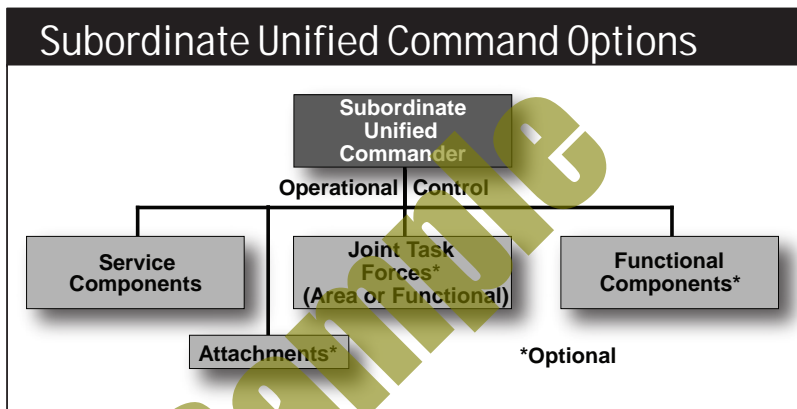 Subordinate Unified Command Options
Subordinate
Unified
Commander
Operational Control
Service
Components
Joint Task
Forces*
(Area or Functional)
Functional
Components*
Attachments*
*Optional
Sample